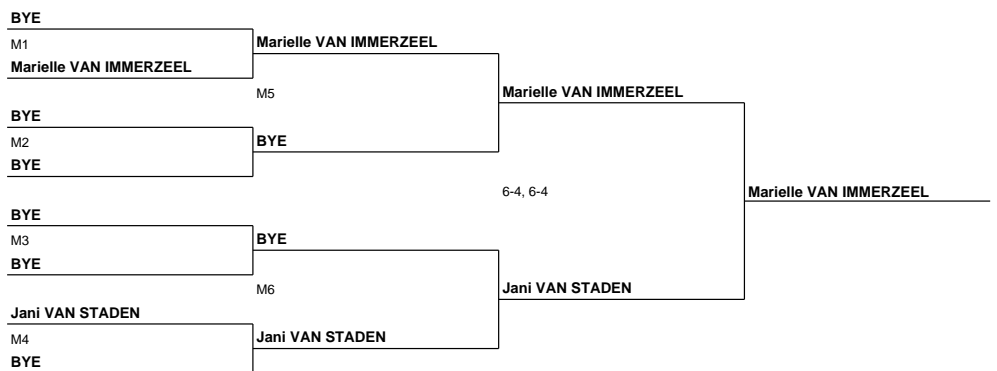 BYE
M1
Marielle VAN IMMERZEEL
Marielle VAN IMMERZEEL
M5
Marielle VAN IMMERZEEL
BYE
M2
BYE
BYE
6-4, 6-4
Marielle VAN IMMERZEEL
BYE
M3
BYE
BYE
M6
Jani VAN STADEN
Jani VAN STADEN
M4
Jani VAN STADEN
BYE